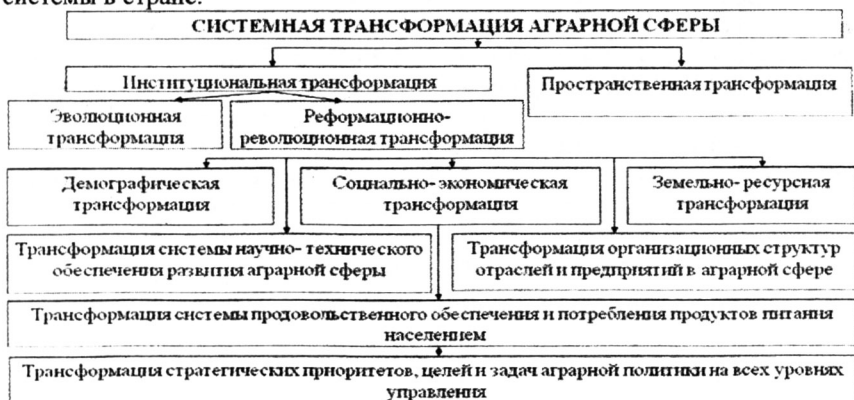 системы в стране.
СИСТЕМНАЯ ТРАНСФОРМАЦИЯ АГРАРНОЙ СФЕРЫ
Институциональная трансформация
Пространственная трансформация
Эволюционная
трансформация
Реформационно-
революционная трансформация
Демографическая
трансформация
Социально- экономическая
трансформация
Земельно- ресурсная
трансформация
Трансформация системы научно- технического
обеспечения развития аграрной сферы
Трансформация организационных структур
отраслей и предприятий в аграрной сфере
Трансформация системы продовольственного обеспечения и потребления продуктов питания
населением
Трансформация стратегических приоритетов, целей и задач аграрной политики на всех уровнях
управления